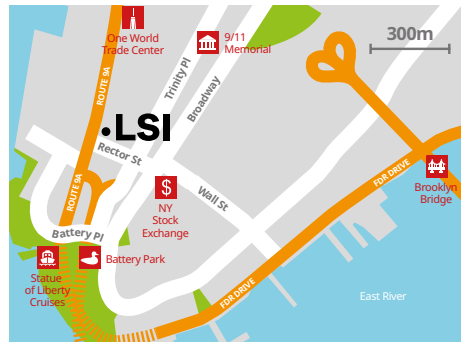 One World
Trade Center
9/11
Memorial
300m
ROUTE 9A
Trinity Pl
Broadway
LSI
Rector St
ROUTE 9A
$
NY
Stock
Exchange
Wall St
FDR DRIVE
Brooklyn
Bridge
Battery Pl
Battery Park
Statue
of Liberty
Cruises
FDR DRIVE
East River